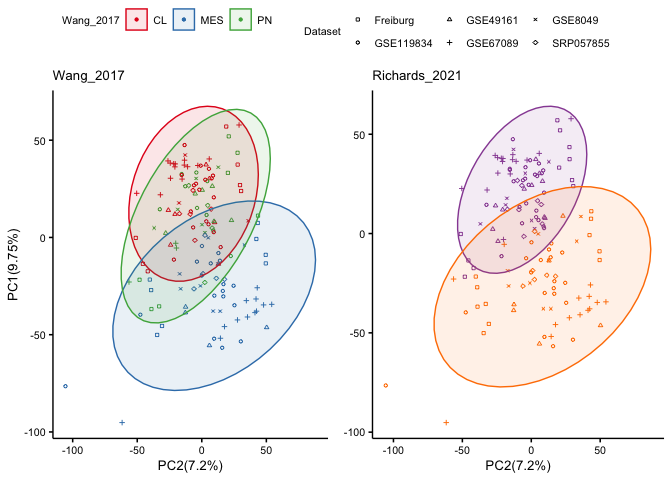 Wang_2017 CL MES PN
Dataset
Freiburg GSE49161 GSE8049
GSE119834 GSE67089 SRP057855
Wang_2017
Richards_2021
PC1(9.75%)
50
0
-50
-100
-100 -50 0 50
PC2(7.2%)
50
0
-50
-100
-100 -50 0 50
PC2(7.2%)